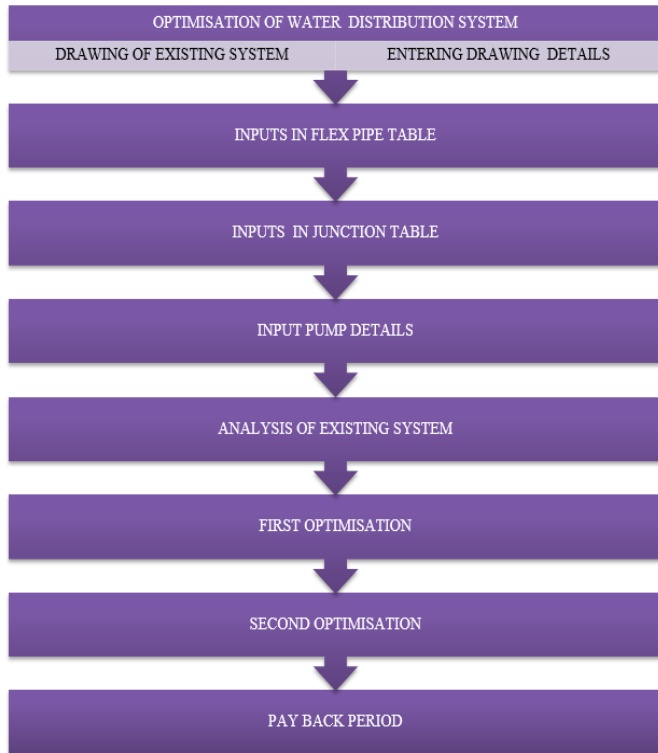 OPTIMISATION OF WATER DISTRIBUTION SYSTEM
DRAWING OF EXISTING SYSTEM
ENTERING DRAWING DETAILS
INPUTS IN FLEX PIPE TABLE
INPUTS IN JUNCTION TABLE
INPUT PUMP DETAILS
ANALYSIS OF EXISTING SYSTEM
FIRST OPTIMISATION
SECOND OPTIMISATION
PAY BACK PERIOD